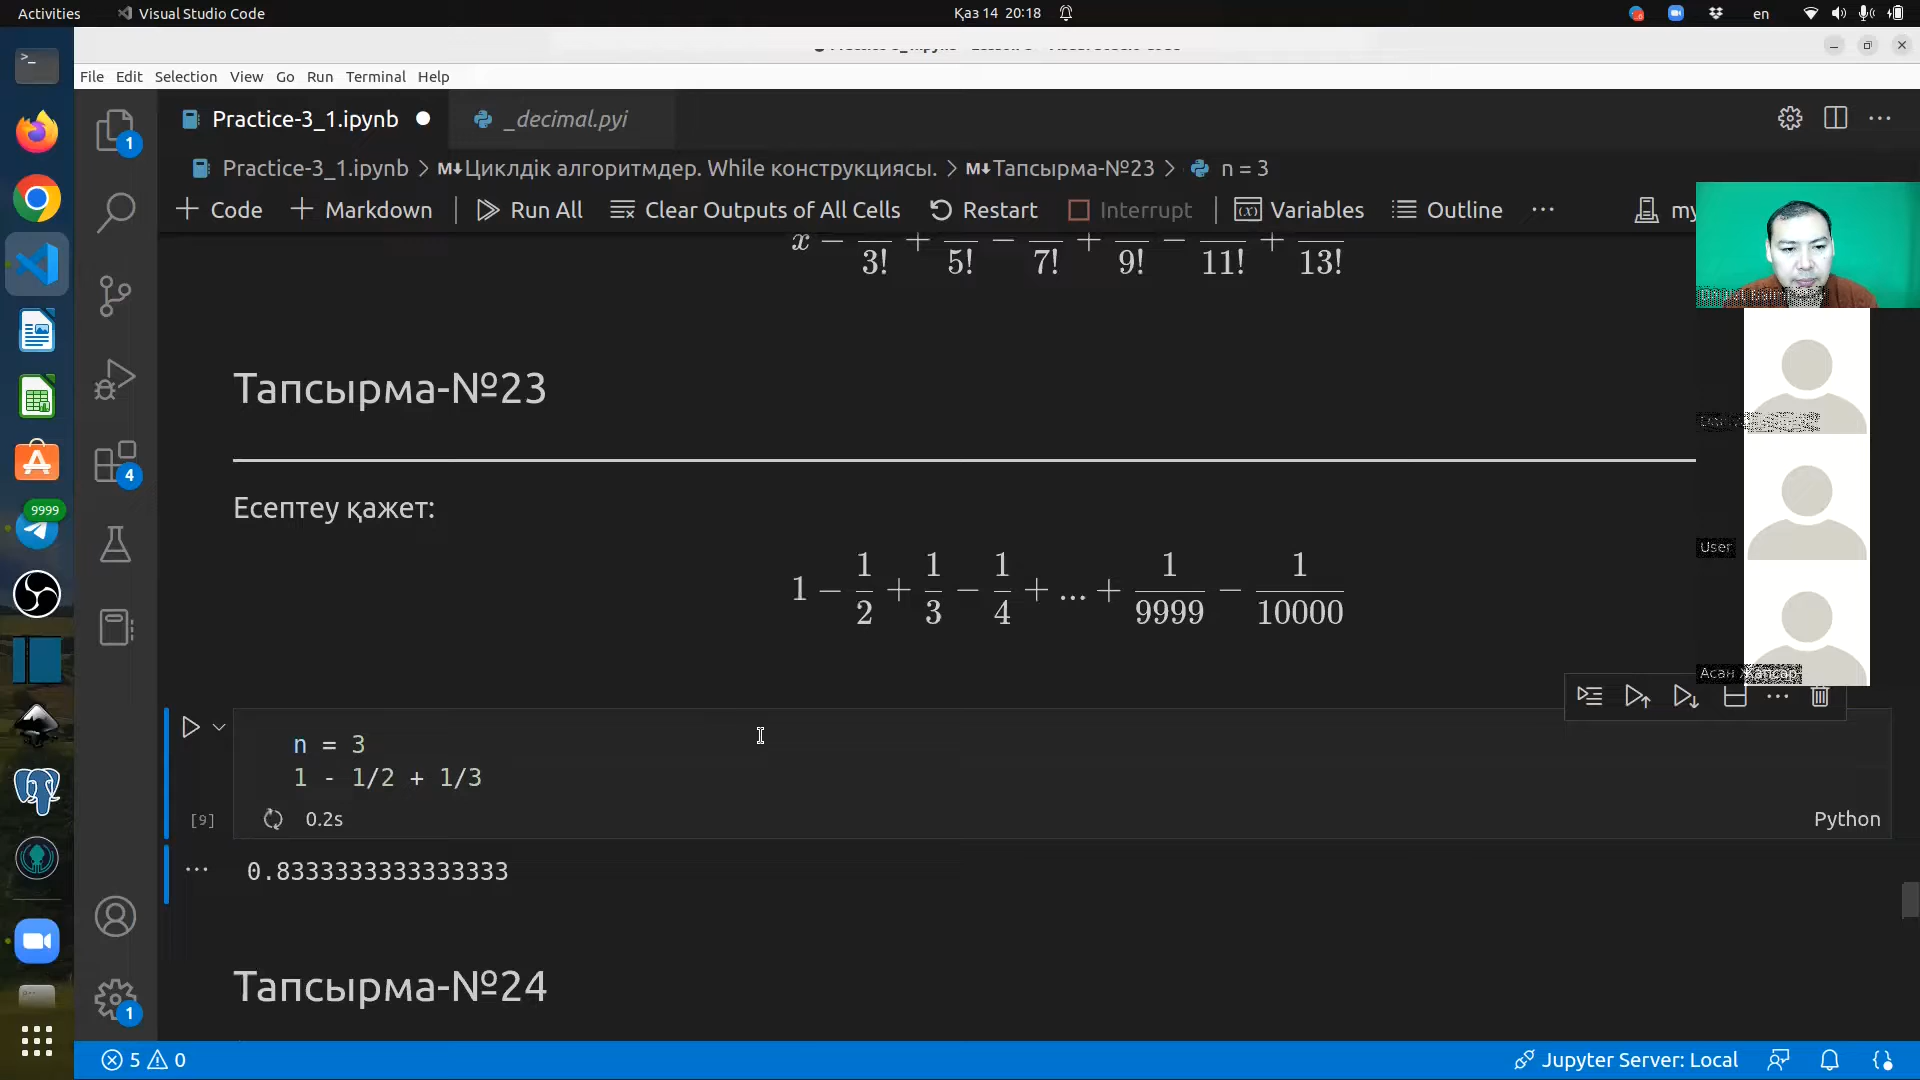 Activities
Visual Studio Code
Қаз 14 20:18
en
File Edit Selection View Go Run Terminal Help
Practice-3_1.ipynb
_decimal.pyi
Practice-3_1.ipynb > M↓Циклдік алгоритмдер. While конструкциясы. > M↓Тапсырма-№23 > n = 3
+ Code + Markdown Run All Clear Outputs of All Cells Restart Interrupt (x) Variables Outline ...
x − /3! + /5! − /7! + /9! − /11! + /13!
Тапсырма-№23
Есептеу қажет:
1 − 1/2 + 1/3 − 1/4 + ... + 1/9999 − 1/10000
User
Асан Жапсар
n = 3
1 - 1/2 + 1/3
[9]
0.2s
Python
0.8333333333333333
Тапсырма-№24
1
4
9999
1
5 0
Jupyter Server: Local